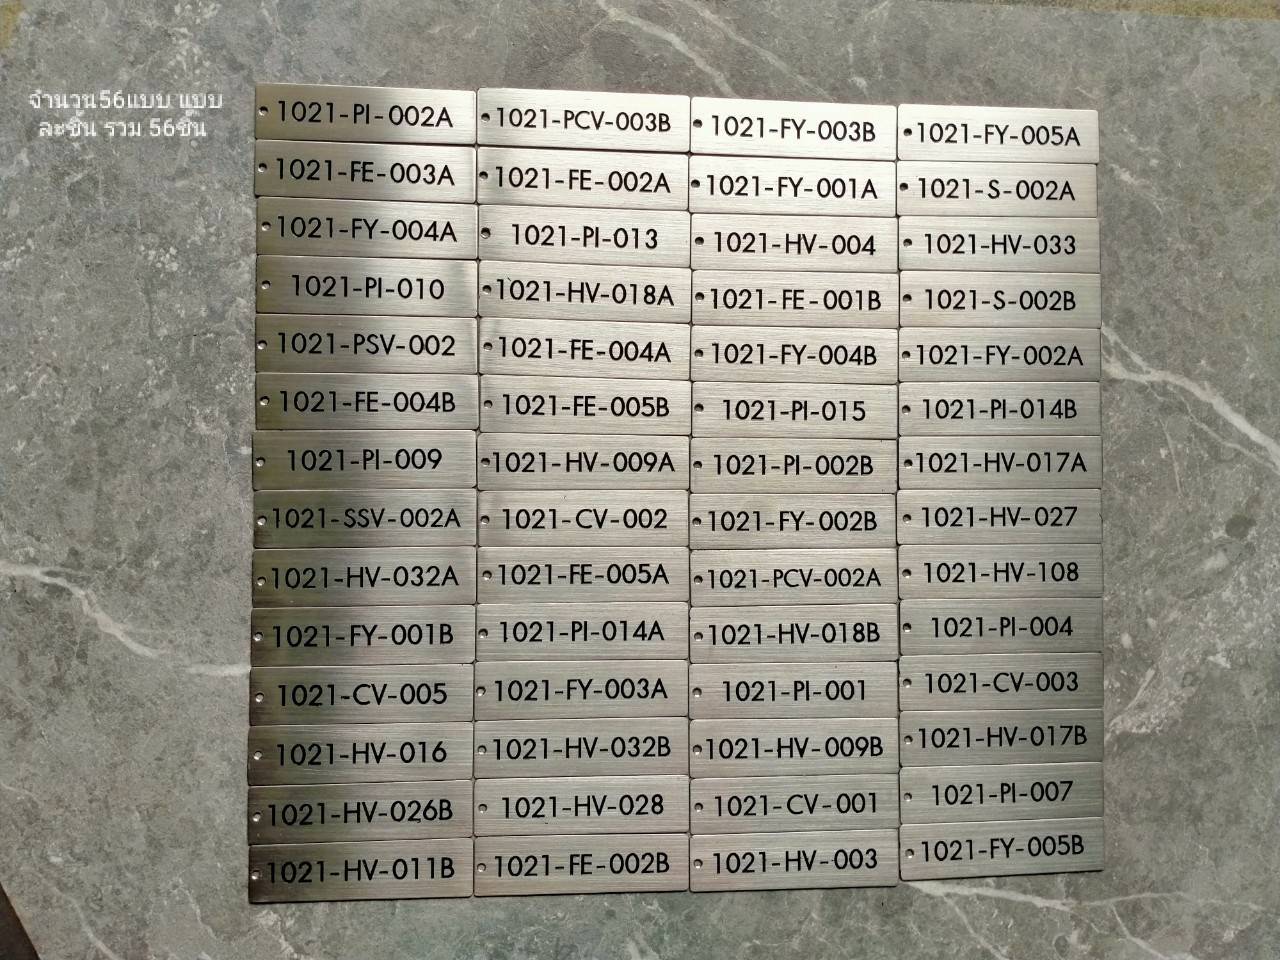 จำนวน56แบบ แบบ
ละชิ้น รวม 56ชิ้น
1021-PI-002A
1021-PCV-003B
1021-FY-003B
1021-FY-005A
1021-FE-003A
1021-FE-002A
1021-FY-001A
1021-S-002A
1021-FY-004A
1021-PI-013
1021-HV-004
1021-HV-033
1021-PI-010
1021-HV-018A
1021-FE-001B
1021-S-002B
1021-PSV-002
1021-FE-004A
1021-FY-004B
1021-FY-002A
1021-FE-004B
1021-FE-005B
1021-PI-015
1021-PI-014B
1021-PI-009
1021-HV-009A
1021-PI-002B
1021-HV-017A
1021-SSV-002A
1021-CV-002
1021-FY-002B
1021-HV-027
1021-HV-032A
1021-FE-005A
1021-PCV-002A
1021-HV-108
1021-FY-001B
1021-PI-014A
1021-HV-018B
1021-PI-004
1021-CV-005
1021-FY-003A
1021-PI-001
1021-CV-003
1021-HV-016
1021-HV-032B
1021-HV-009B
1021-HV-017B
1021-HV-026B
1021-HV-028
1021-CV-001
1021-PI-007
1021-HV-011B
1021-FE-002B
1021-HV-003
1021-FY-005B